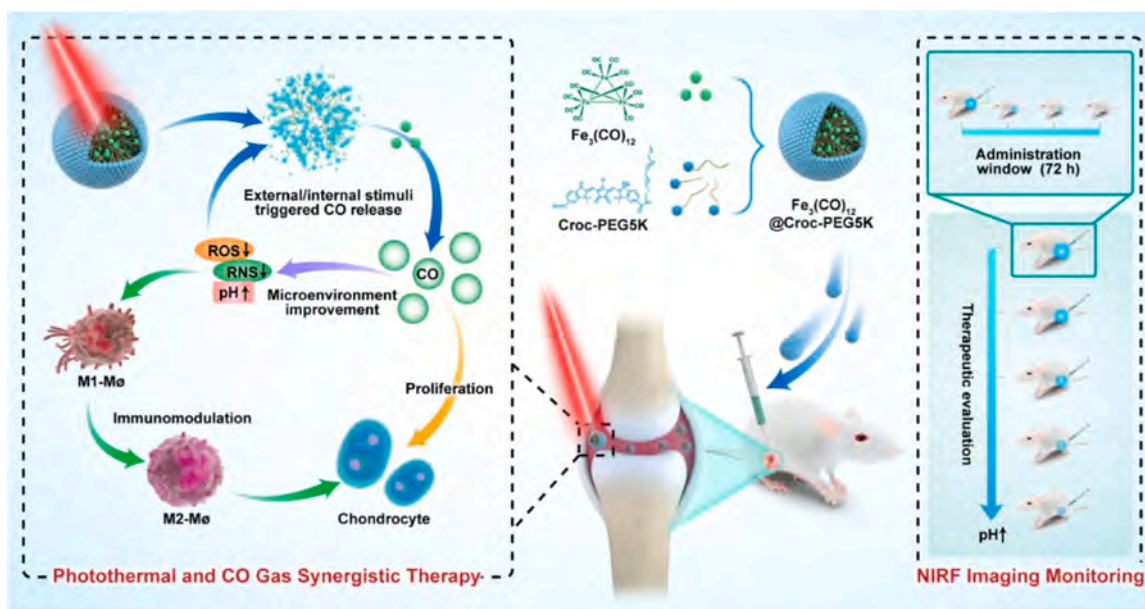 External/internal stimuli
triggered CO release
ROS↓
RNS↓
pH↑
CO
Microenvironment
improvement
M1-Mø
Immunomodulation
M2-Mø
Proliferation
Chondrocyte
Photothermal and CO Gas Synergistic Therapy
Fe₃(CO)₁₂
Croc-PEG5K
Fe₃(CO)₁₂
@Croc-PEG5K
Administration
window (72 h)
Therapeutic evaluation
pH↑
NIRF Imaging Monitoring